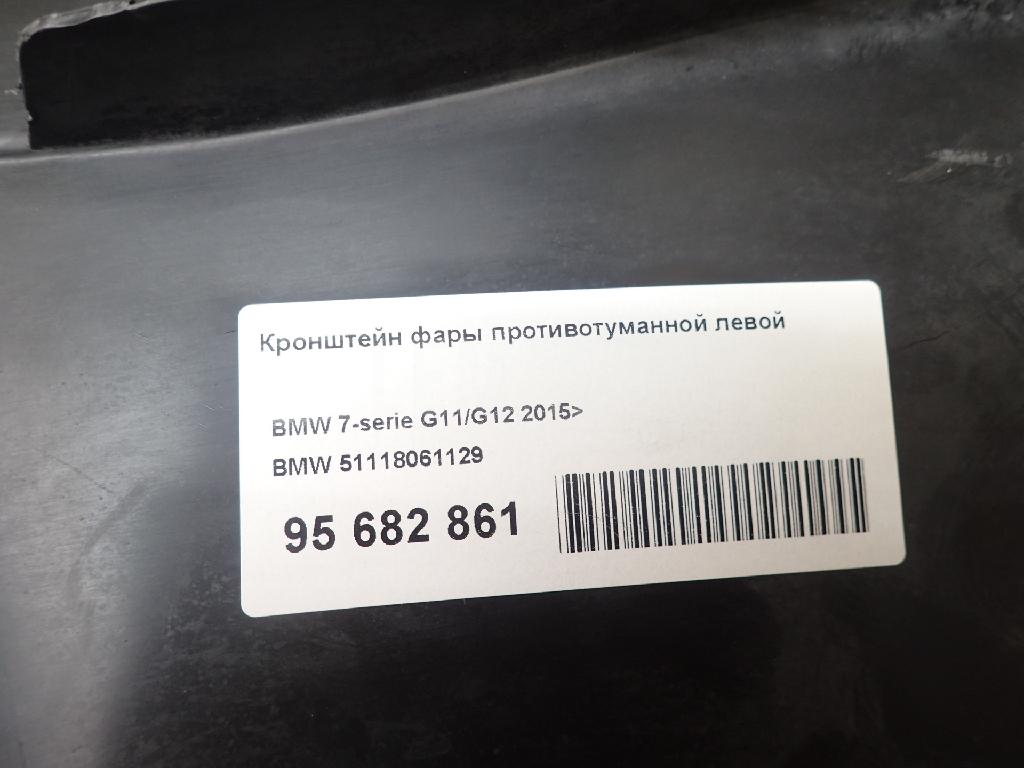 Кронштейн фары противотуманной левой
BMW 7-serie G11/G12 2015>
BMW 51118061129
95 682 861